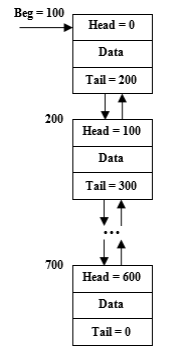 Beg = 100
Head = 0
Data
Tail = 200
200
Head = 100
Data
Tail = 300
...
700
Head = 600
Data
Tail = 0